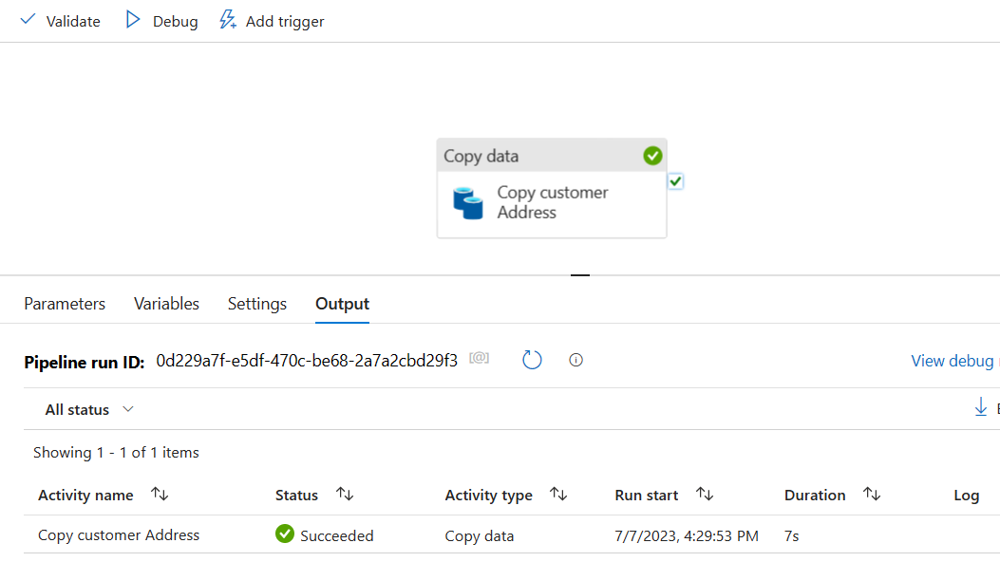 Validate Debug Add trigger
Copy data
Copy customer
Address
Parameters Variables Settings Output
Pipeline run ID: 0d229a7f-e5df-470c-be68-2a7a2cbd29f3 [@] View debug
All status
Showing 1 - 1 of 1 items
Activity name Status Activity type Run start Duration Log
Copy customer Address Succeeded Copy data 7/7/2023, 4:29:53 PM 7s